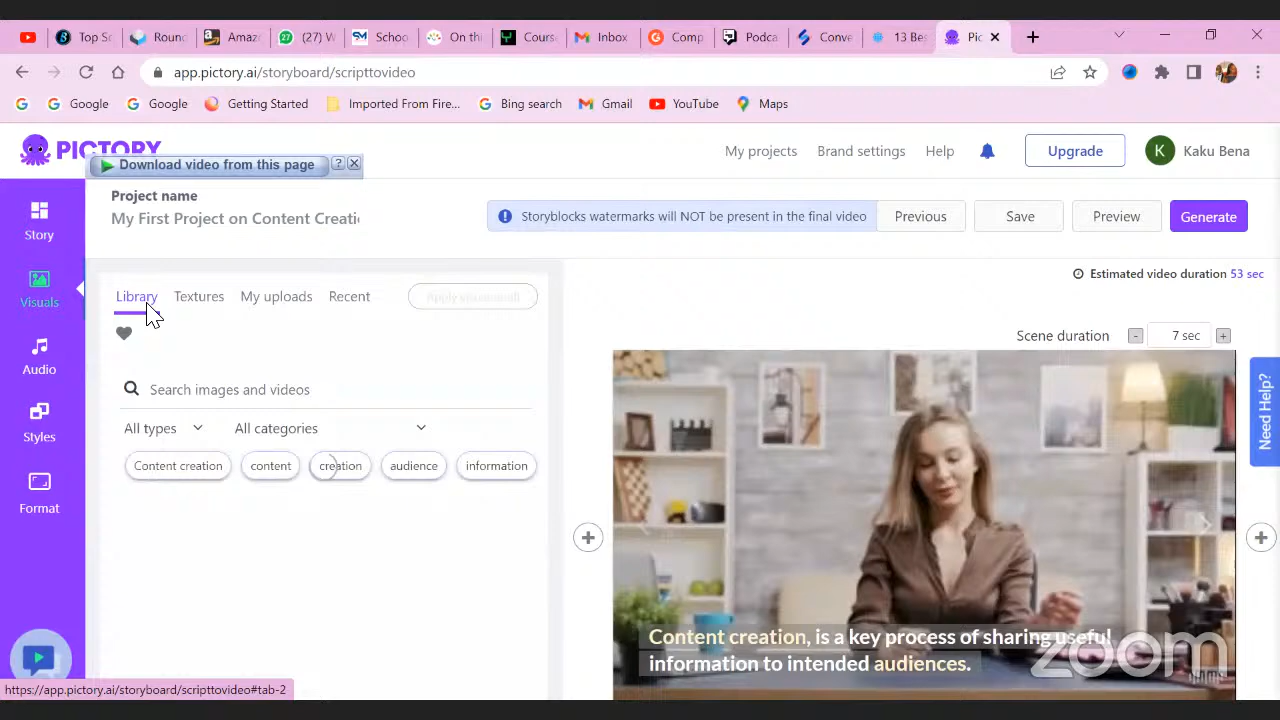 Top Sc
Roun
Amaz
(27) W
Schoo
On th
Cours
Inbox
Comp
Podca
Conve
13 Bes
Pic
app.pictory.ai/storyboard/scripttovideo
Google
Google
Getting Started
Imported From Fire...
Bing search
Gmail
YouTube
Maps
PICTORY
Download video from this page
?
My projects
Brand settings
Help
Upgrade
K
Kaku Bena
Project name
My First Project on Content Creati
Storyblocks watermarks will NOT be present in the final video
Previous
Save
Preview
Generate
Story
Visuals
Audio
Styles
Format
Estimated video duration 53 sec
Library
Textures
My uploads
Recent
Scene duration
-
7 sec
+
Search images and videos
All types
All categories
Content creation
content
creation
audience
information
Need Help?
Content creation, is a key process of sharing useful
information to intended audiences.
zoom
https://app.pictory.ai/storyboard/scripttovideo#tab-2